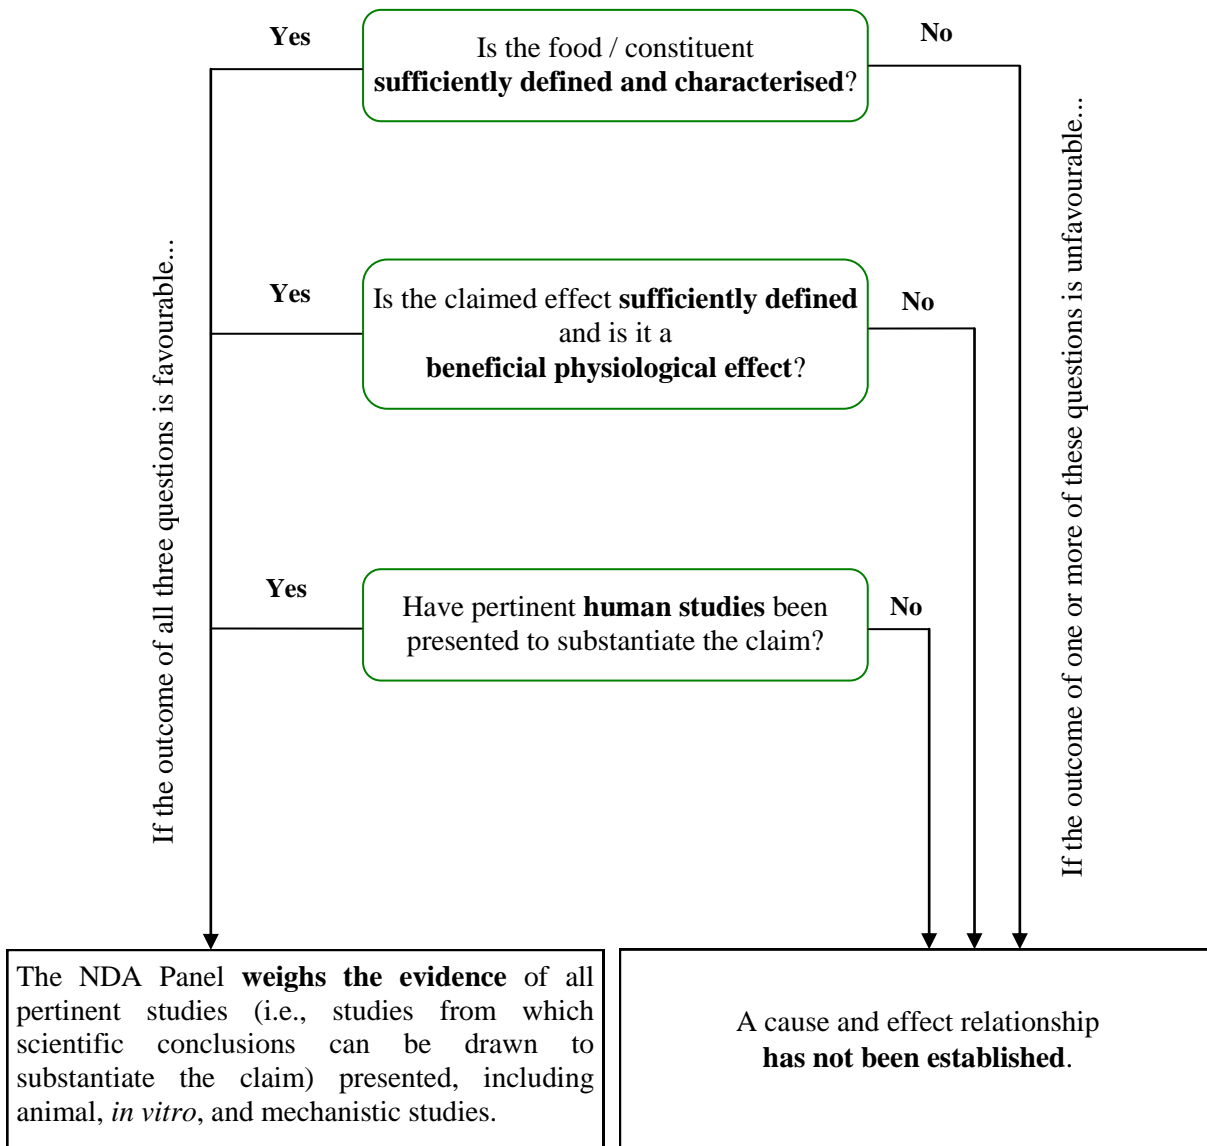 Yes
Is the food / constituent
sufficiently defined and characterised?
No
If the outcome of all three questions is favourable...
If the outcome of one or more of these questions is unfavourable...
Yes
Is the claimed effect sufficiently defined
and is it a
beneficial physiological effect?
No
Yes
Have pertinent human studies been
presented to substantiate the claim?
No
The NDA Panel weighs the evidence of all
pertinent studies (i.e., studies from which
scientific conclusions can be drawn to
substantiate the claim) presented, including
animal, in vitro, and mechanistic studies.
A cause and effect relationship
has not been established.